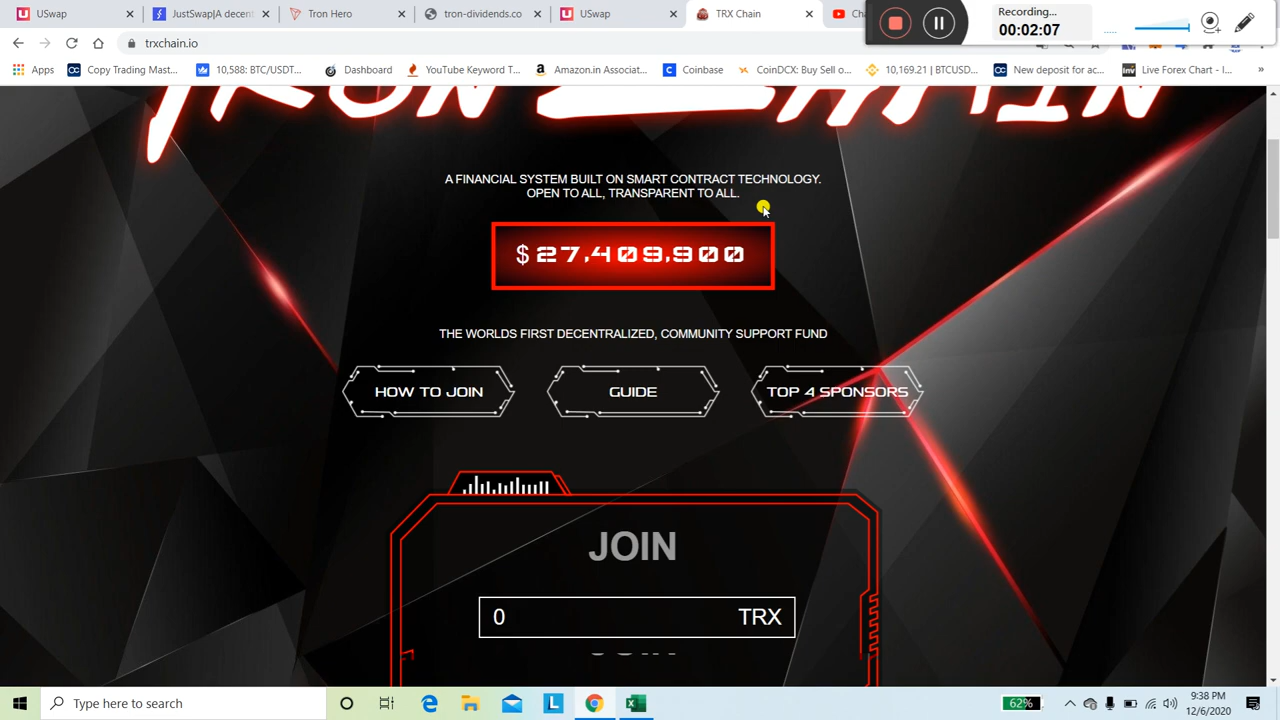 USwap
JustSwap|A decent
Tron Hero
tron-dividends.co
USwap
TRX Chain
Cha
Recording...
00:02:07
trxchain.io
Apps
Copy Trading Mast...
10,588: BTC/USDT...
Dashboard
Tube Keyword T...
Amazon.in Associat...
Coinbase
CoinDCX: Buy Sell o...
10,169.21 | BTCUSD...
New deposit for ac...
Live Forex Chart - I...
»
TRON CHAIN
A FINANCIAL SYSTEM BUILT ON SMART CONTRACT TECHNOLOGY.
OPEN TO ALL, TRANSPARENT TO ALL.
$27,409,900
THE WORLDS FIRST DECENTRALIZED, COMMUNITY SUPPORT FUND
HOW TO JOIN
GUIDE
TOP 4 SPONSORS
JOIN
0 TRX
Type here to search
62%
9:38 PM
12/6/2020